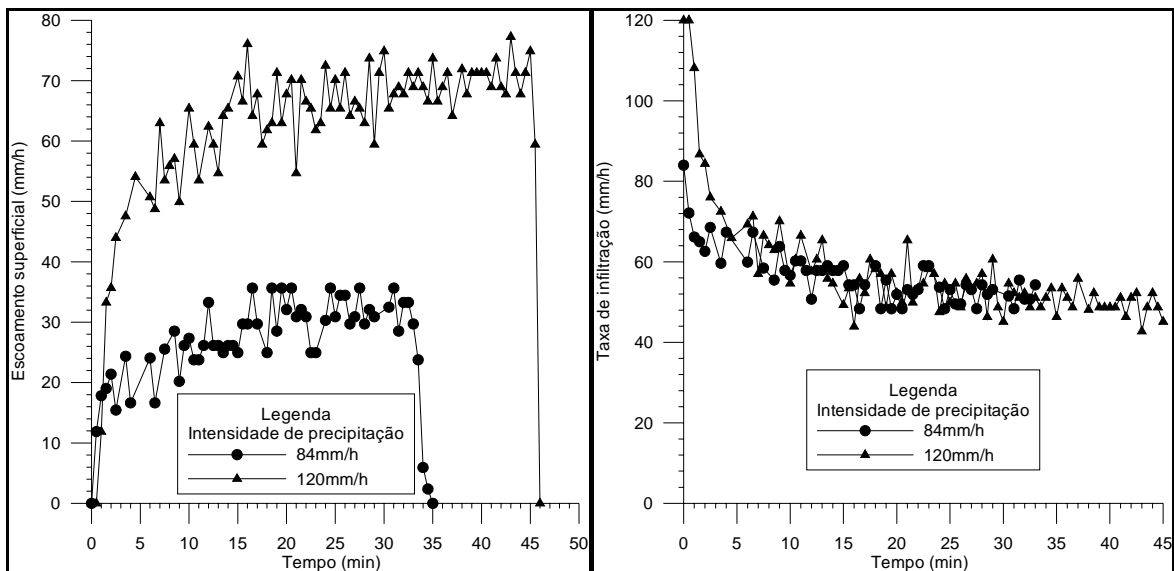 80
70
60
50
40
30
20
10
0
Escoamento superficial (mm/h)
Legenda
Intensidade de precipitação
84mm/h
120mm/h
0 5 10 15 20 25 30 35 40 45 50
Tempo (min)
120
100
80
60
40
20
0
Taxa de infiltração (mm/h)
Legenda
Intensidade de precipitação
84mm/h
120mm/h
0 5 10 15 20 25 30 35 40 45
Tempo (min)